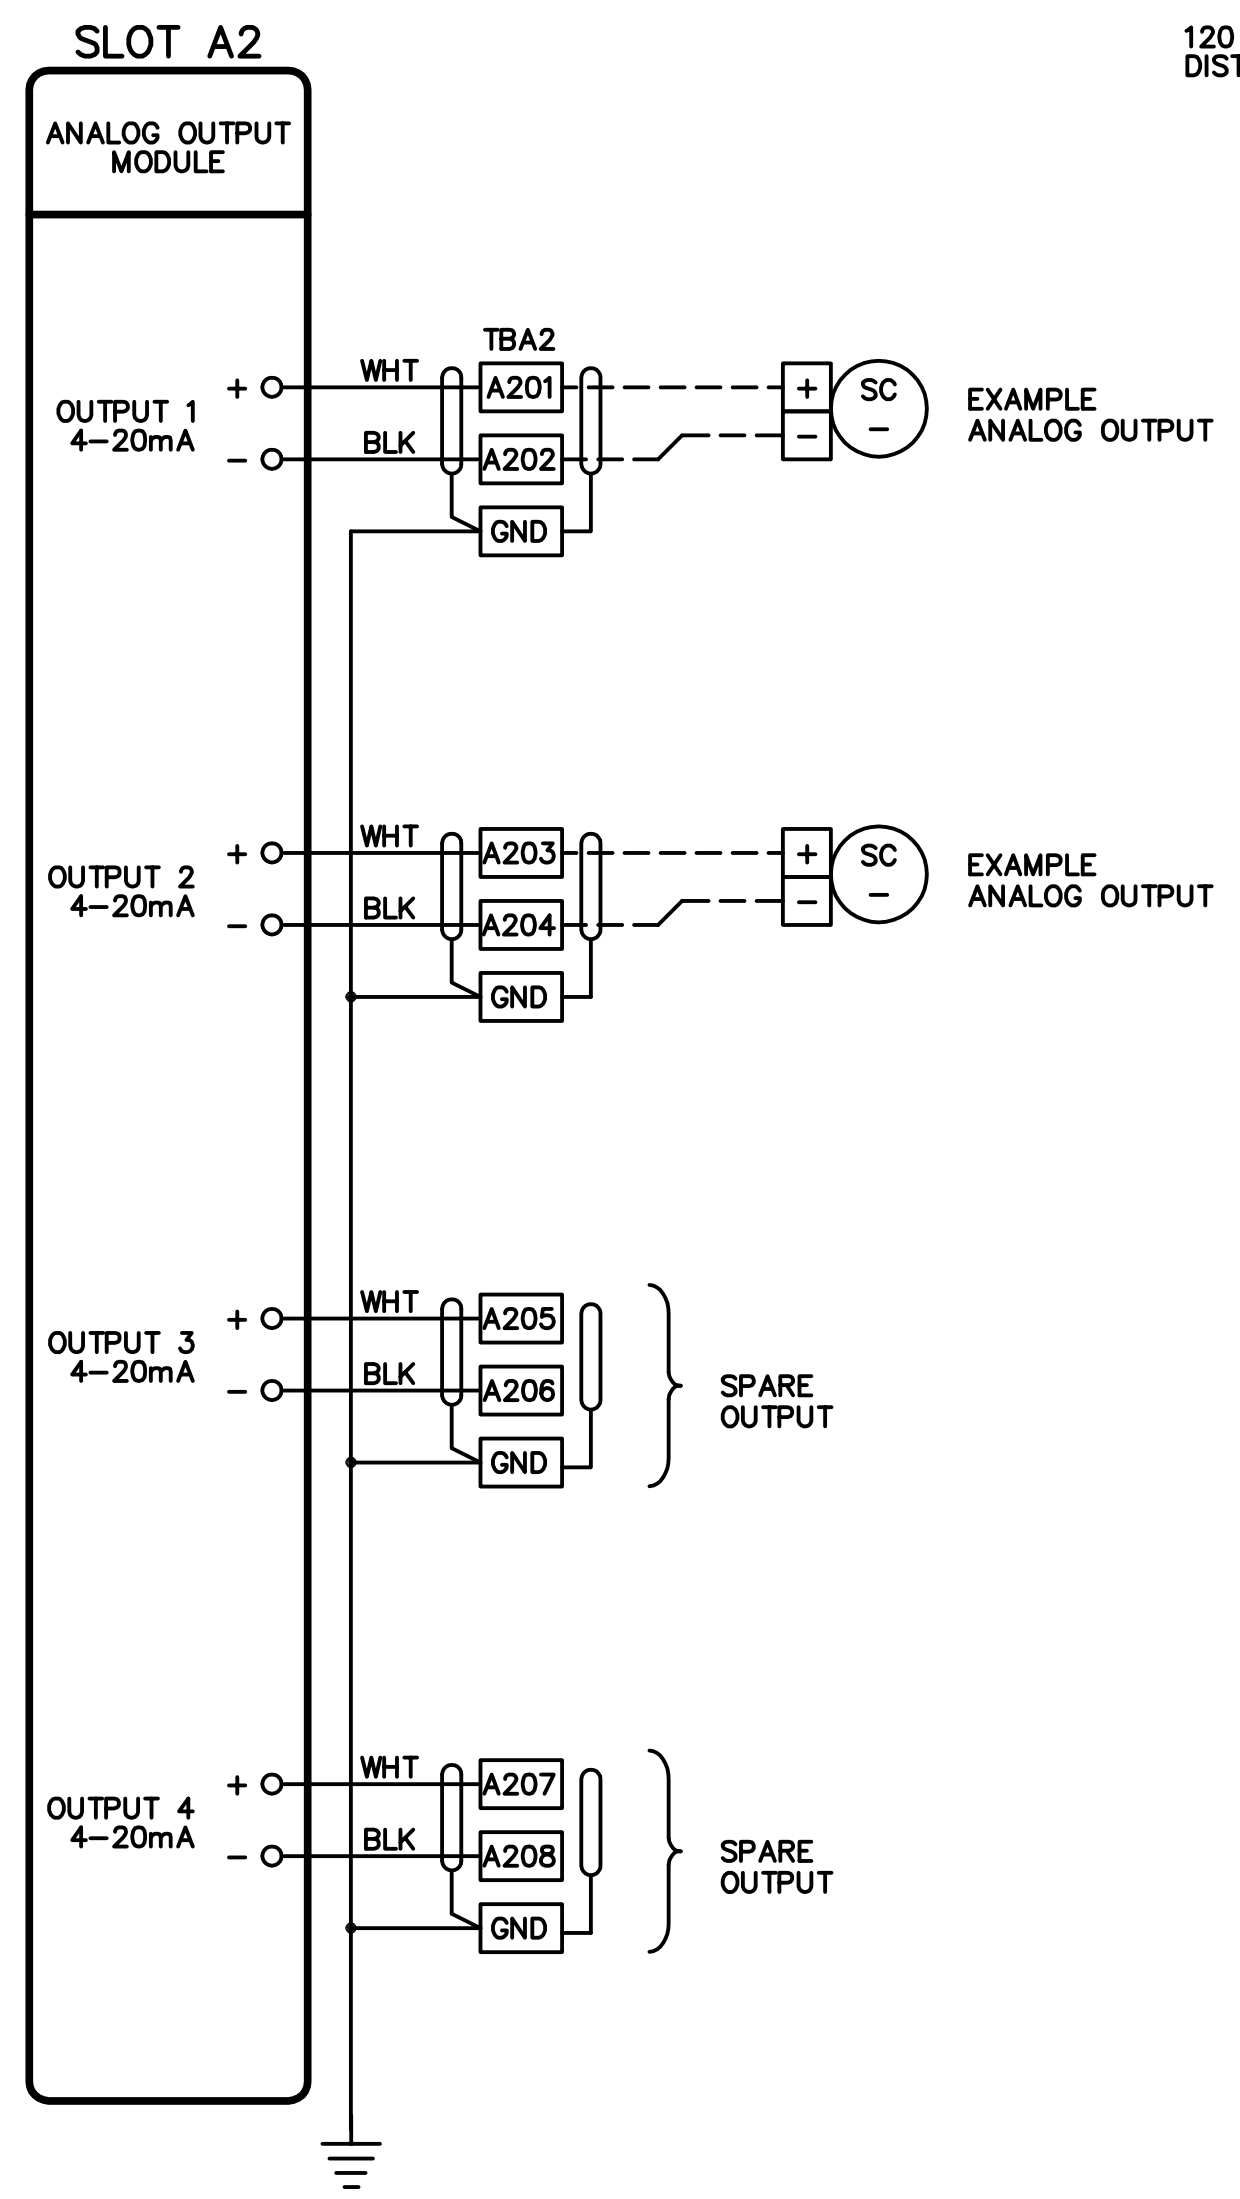 SLOT A2
120
DIST
ANALOG OUTPUT
MODULE
TBA2
WHT
+
A201
+
SC
EXAMPLE
OUTPUT 1
4-20mA
BLK
-
A202
-
-
ANALOG OUTPUT
GND
WHT
+
A203
+
SC
EXAMPLE
OUTPUT 2
4-20mA
BLK
-
A204
-
-
ANALOG OUTPUT
GND
WHT
+
A205
OUTPUT 3
4-20mA
BLK
-
A206
SPARE
OUTPUT
GND
WHT
+
A207
OUTPUT 4
4-20mA
BLK
-
A208
SPARE
OUTPUT
GND